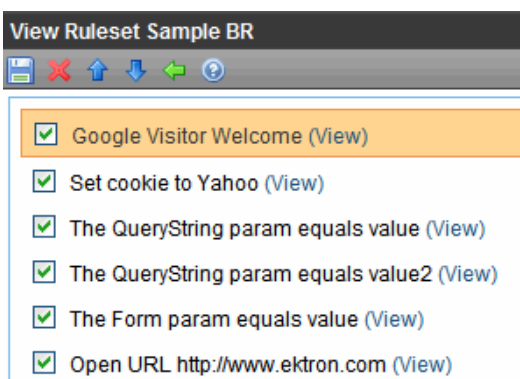 View Ruleset Sample BR
Google Visitor Welcome (View)
Set cookie to Yahoo (View)
The QueryString param equals value (View)
The QueryString param equals value2 (View)
The Form param equals value (View)
Open URL http://www.ektron.com (View)